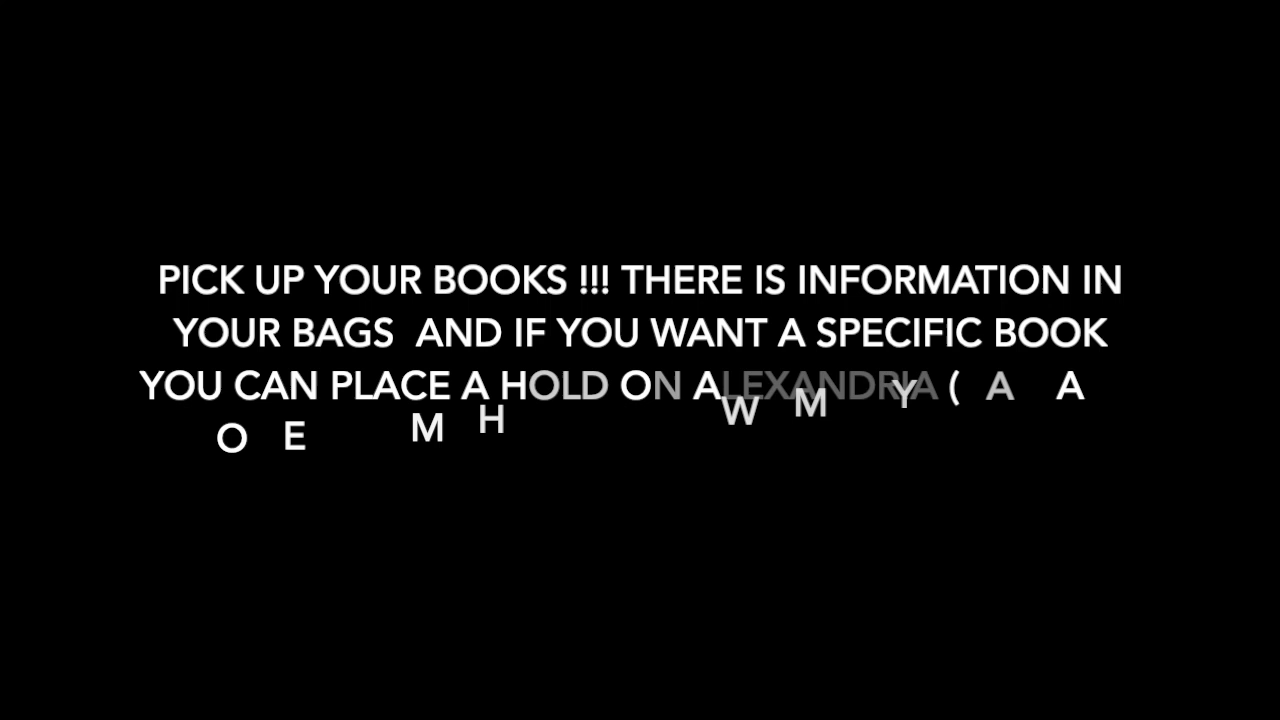 PICK UP YOUR BOOKS !!! THERE IS INFORMATION IN
YOUR BAGS  AND IF YOU WANT A SPECIFIC BOOK
YOU CAN PLACE A HOLD ON ALEXANDRIA ( A A
O E M H W M Y